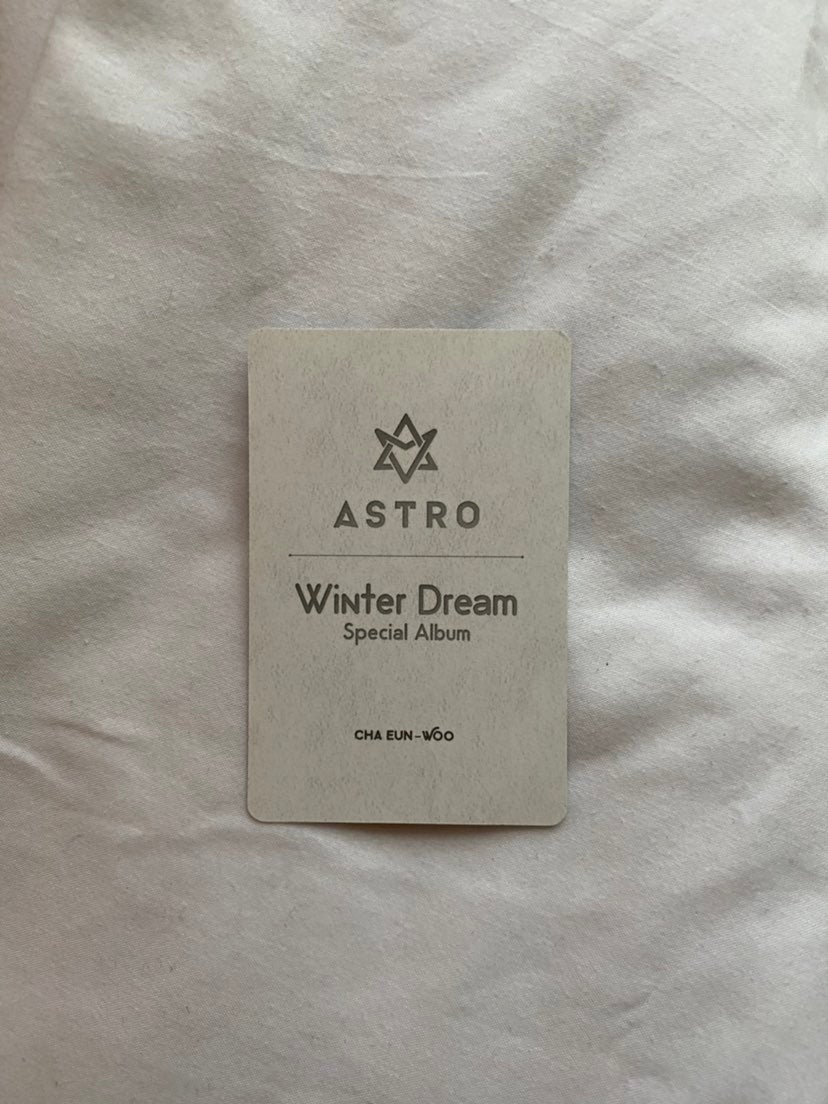 ASTRO
Winter Dream
Special Album
CHA EUN-WOO